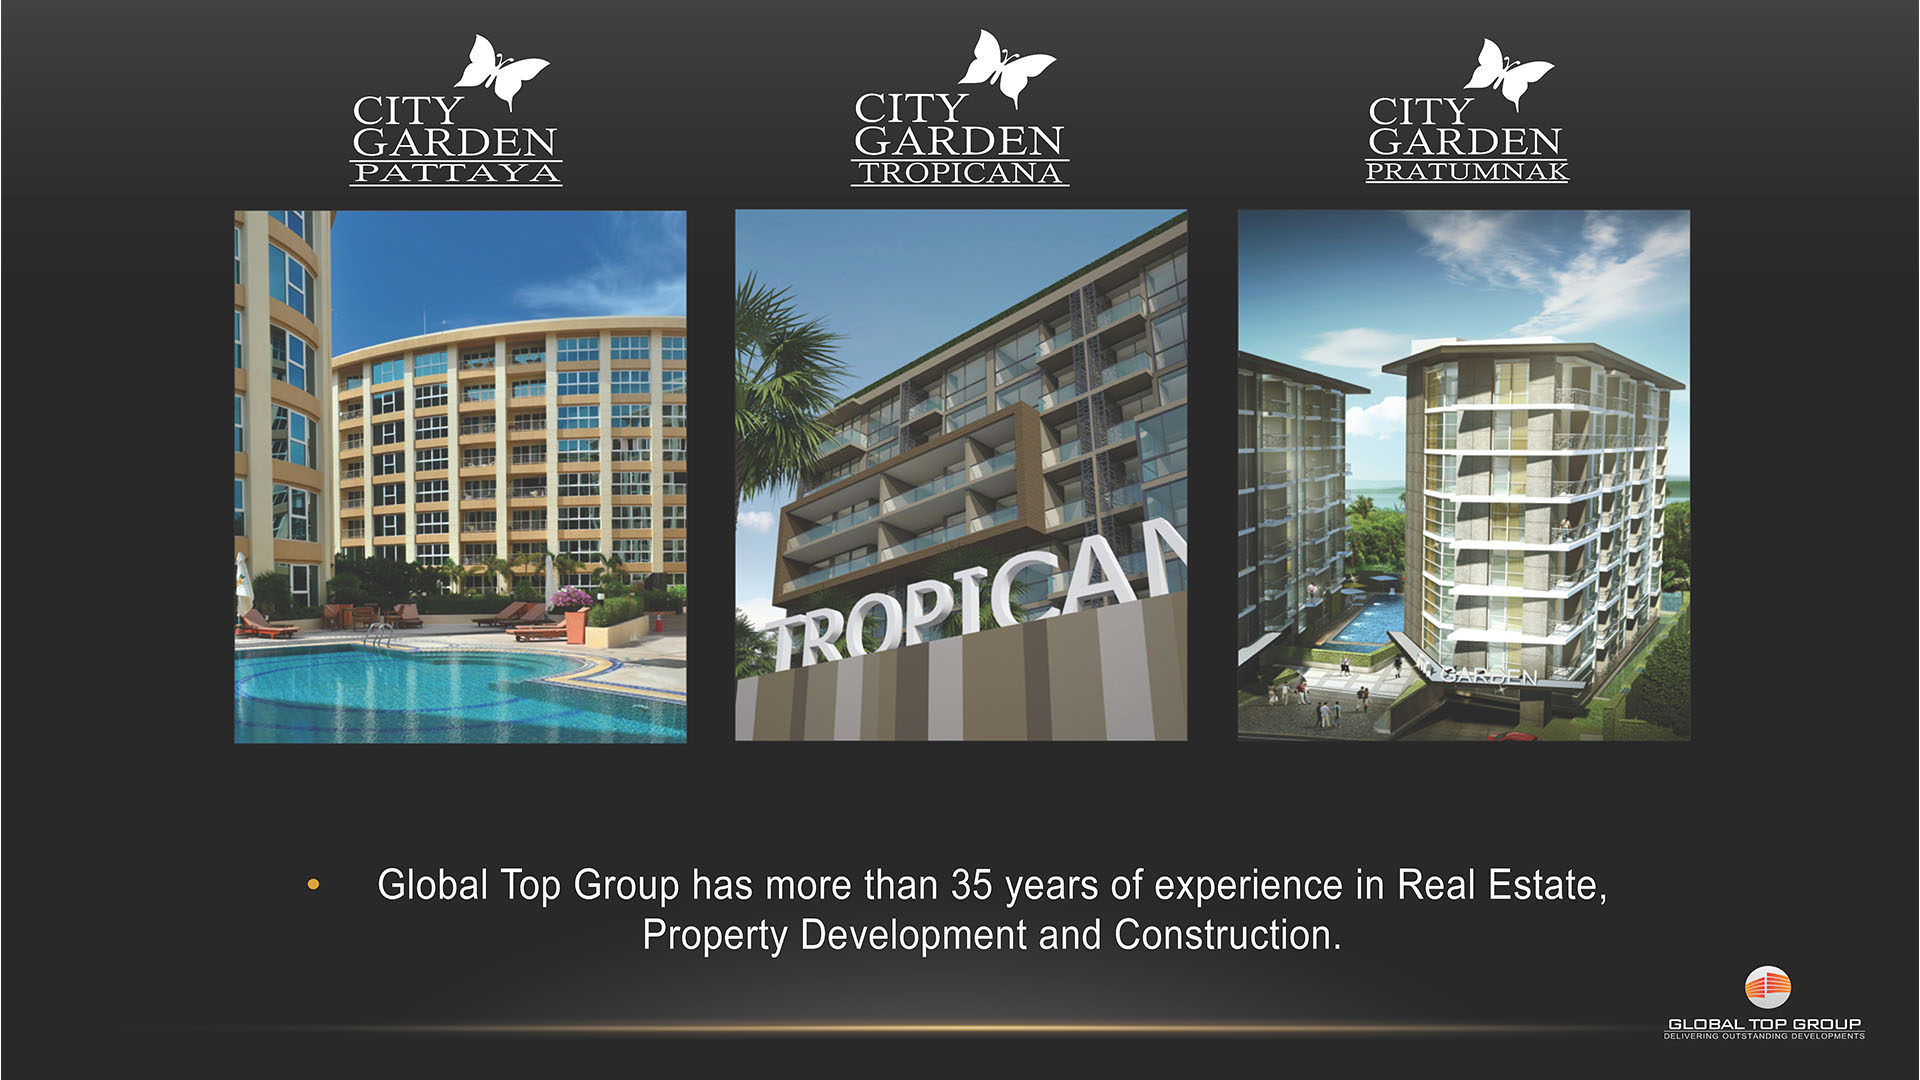 CITY
GARDEN
PATTAYA
CITY
GARDEN
TROPICANA
CITY
GARDEN
PRATUMNAK
TROPICAN
GARDEN
• Global Top Group has more than 35 years of experience in Real Estate,
Property Development and Construction.
GLOBAL TOP GROUP
DELIVERING OUTSTANDING DEVELOPMENTS